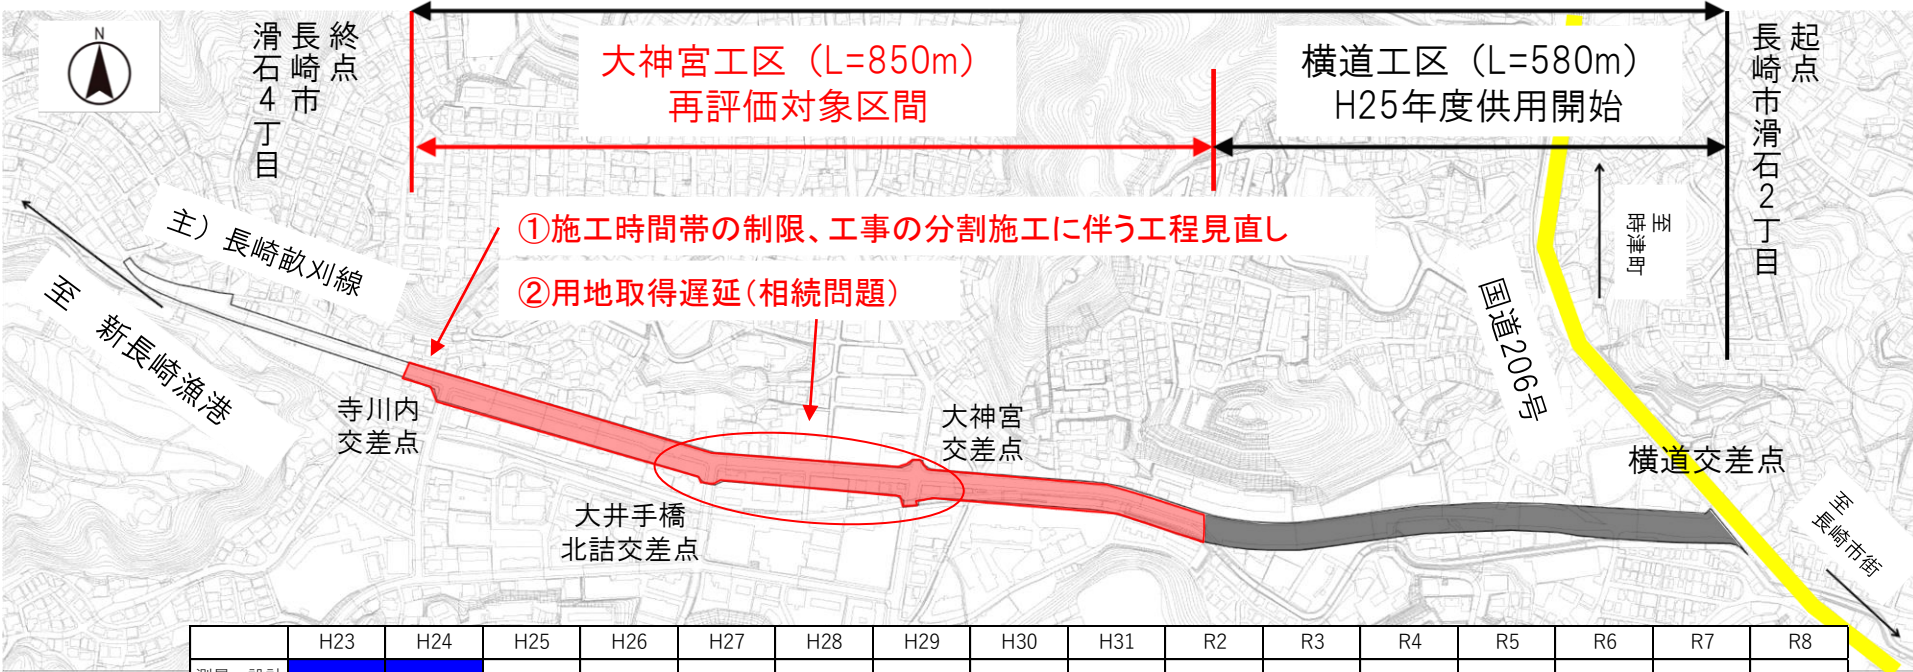 N
終点
長崎市
滑石4丁目
大神宮工区（L=850m）
再評価対象区間
横道工区（L=580m）
H25年度供用開始
起点
長崎市滑石2丁目
①施工時間帯の制限、工事の分割施工に伴う工程見直し
②用地取得遅延（相続問題）
主）長崎畝刈線
至　新長崎漁港
至
時津町
国道206号
寺川内
交差点
大神宮
交差点
横道交差点
大井手橋
北詰交差点
至
長崎市街
H23 H24 H25 H26 H27 H28 H29 H30 H31 R2 R3 R4 R5 R6 R7 R8